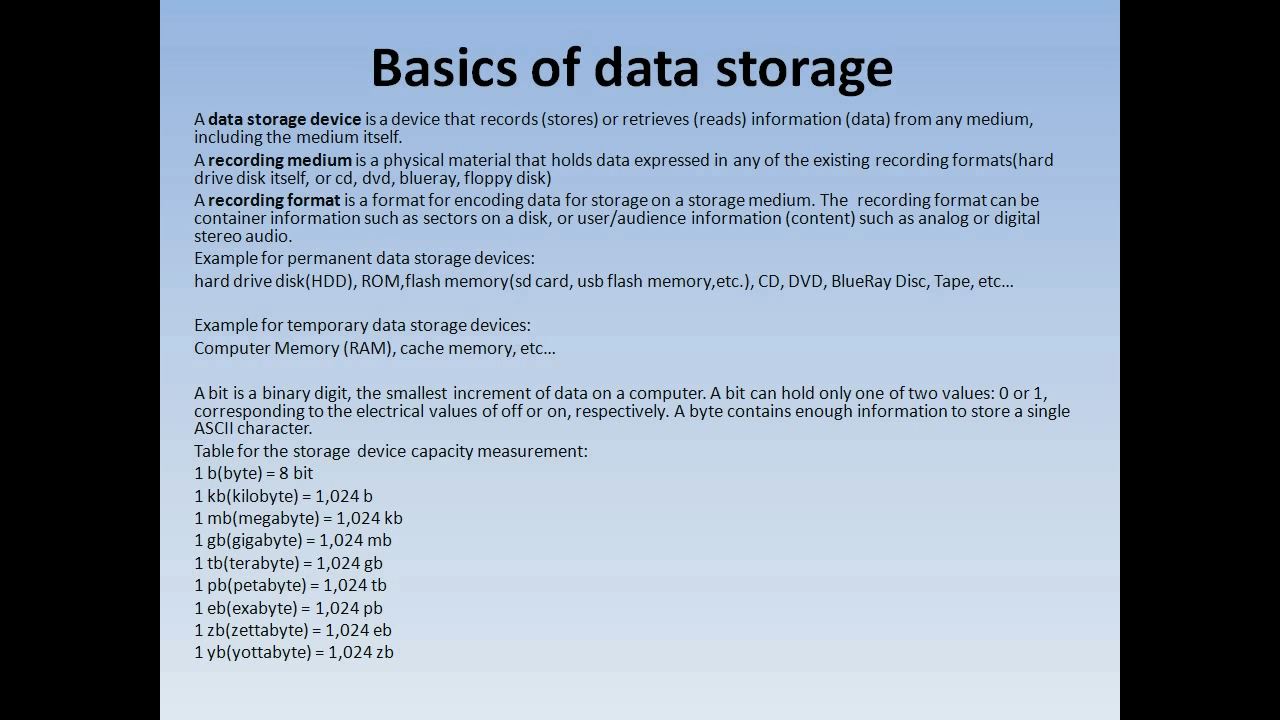 Basics of data storage
A data storage device is a device that records (stores) or retrieves (reads) information (data) from any medium,
including the medium itself.
A recording medium is a physical material that holds data expressed in any of the existing recording formats(hard
drive disk itself, or cd, dvd, blueray, floppy disk)
A recording format is a format for encoding data for storage on a storage medium. The  recording format can be
container information such as sectors on a disk, or user/audience information (content) such as analog or digital
stereo audio.
Example for permanent data storage devices:
hard drive disk(HDD), ROM,flash memory(sd card, usb flash memory,etc.), CD, DVD, BlueRay Disc, Tape, etc…
Example for temporary data storage devices:
Computer Memory (RAM), cache memory, etc…
A bit is a binary digit, the smallest increment of data on a computer. A bit can hold only one of two values: 0 or 1,
corresponding to the electrical values of off or on, respectively. A byte contains enough information to store a single
ASCII character.
Table for the storage  device capacity measurement:
1 b(byte) = 8 bit
1 kb(kilobyte) = 1,024 b
1 mb(megabyte) = 1,024 kb
1 gb(gigabyte) = 1,024 mb
1 tb(terabyte) = 1,024 gb
1 pb(petabyte) = 1,024 tb
1 eb(exabyte) = 1,024 pb
1 zb(zettabyte) = 1,024 eb
1 yb(yottabyte) = 1,024 zb